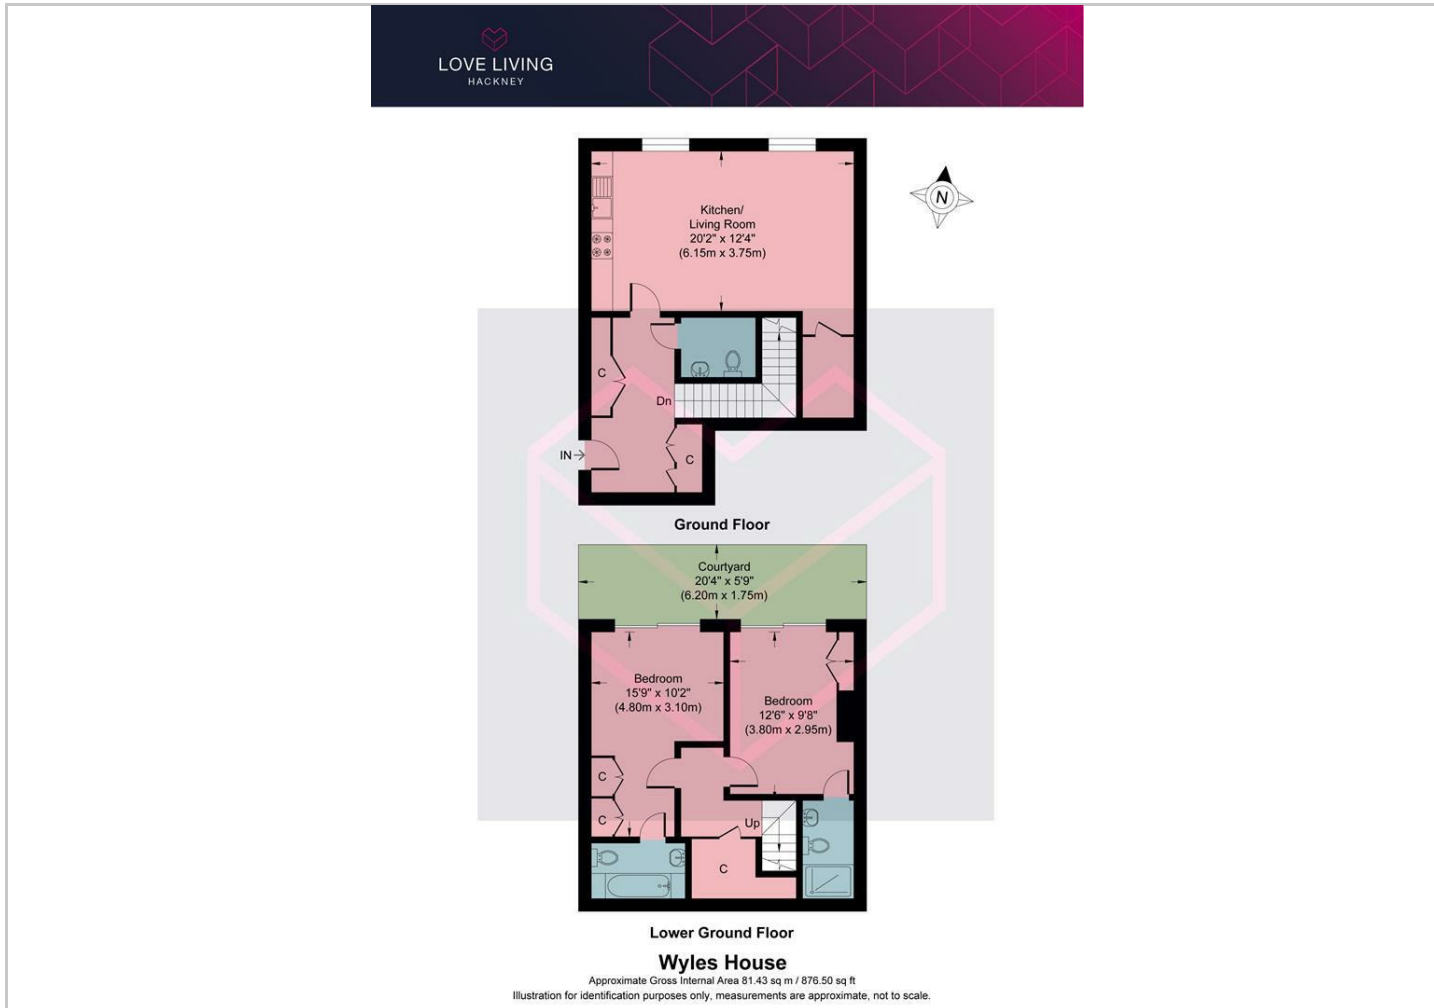 LOVE LIVING
HACKNEY
N
Kitchen/
Living Room
20'2" x 12'4"
(6.15m x 3.75m)
C
Dn
IN
C
Ground Floor
Courtyard
20'4" x 5'9"
(6.20m x 1.75m)
Bedroom
15'9" x 10'2"
(4.80m x 3.10m)
Bedroom
12'6" x 9'8"
(3.80m x 2.95m)
C
C
Up
C
Lower Ground Floor
Wyles House
Approximate Gross Internal Area 81.43 sq m / 876.50 sq ft
Illustration for identification purposes only, measurements are approximate, not to scale.